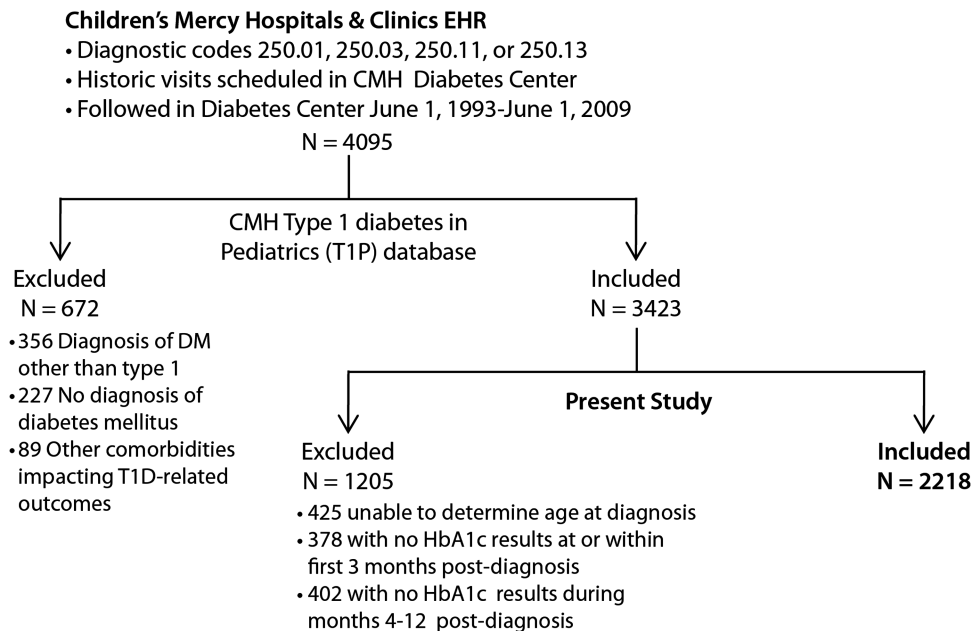 Children's Mercy Hospitals & Clinics EHR
• Diagnostic codes 250.01, 250.03, 250.11, or 250.13
• Historic visits scheduled in CMH Diabetes Center
• Followed in Diabetes Center June 1, 1993-June 1, 2009
N = 4095
CMH Type 1 diabetes in
Pediatrics (T1P) database
Excluded
N = 672
• 356 Diagnosis of DM
other than type 1
• 227 No diagnosis of
diabetes mellitus
• 89 Other comorbidities
impacting T1D-related
outcomes
Included
N = 3423
Present Study
Excluded
N = 1205
• 425 unable to determine age at diagnosis
• 378 with no HbA1c results at or within
first 3 months post-diagnosis
• 402 with no HbA1c results during
months 4-12 post-diagnosis
Included
N = 2218